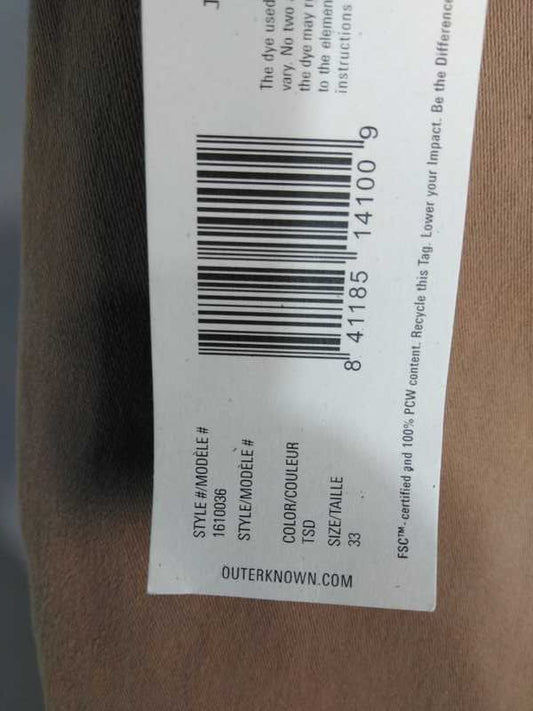 J
The dye used
vary. No two
the dye may
to the elemen
instructions
8 41185 14100 9
STYLE #/MODÈLE #
1610036
STYLE/MODÈLE #
COLOR/COULEUR
TSD
SIZE/TAILLE
33
FSC™- certified and 100% PCW content. Recycle this Tag. Lower your Impact. Be the Difference
OUTERKNOWN.COM